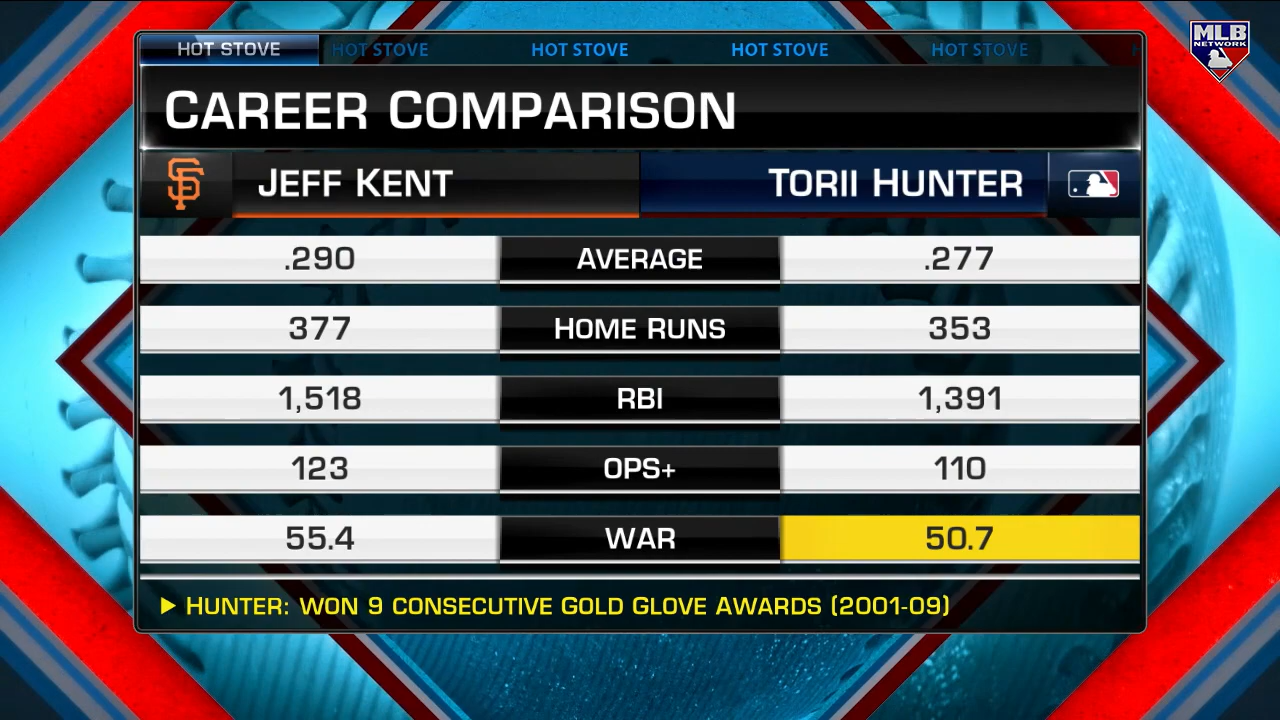 HOT STOVE HOT STOVE HOT STOVE HOT STOVE HOT STOVE
MLB
NETWORK
CAREER COMPARISON
SF JEFF KENT TORII HUNTER
.290 AVERAGE .277
377 HOME RUNS 353
1,518 RBI 1,391
123 OPS+ 110
55.4 WAR 50.7
► HUNTER: WON 9 CONSECUTIVE GOLD GLOVE AWARDS (2001-09)